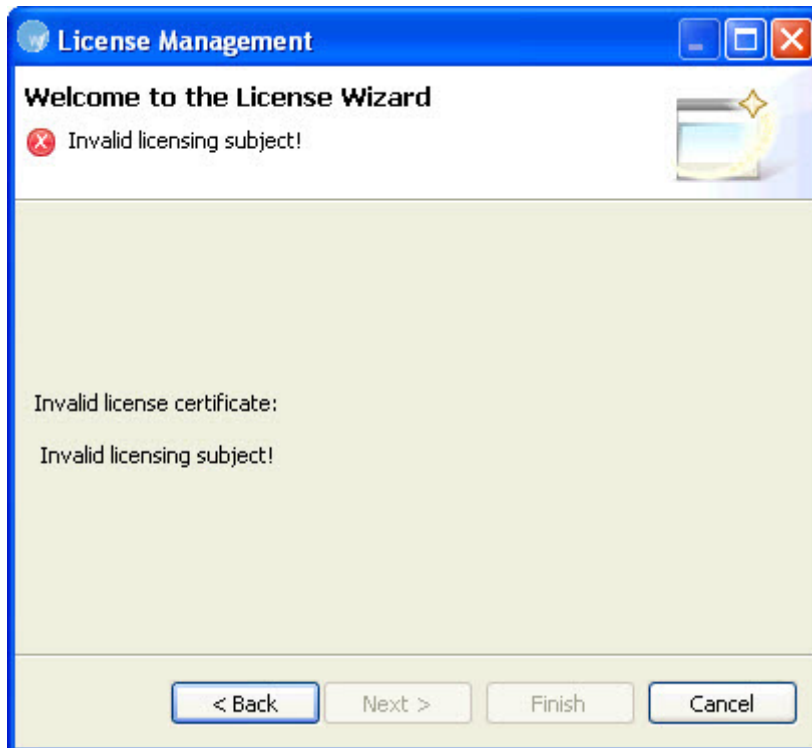 License Management
Welcome to the License Wizard
Invalid licensing subject!
Invalid license certificate:
Invalid licensing subject!
< Back
Next >
Finish
Cancel